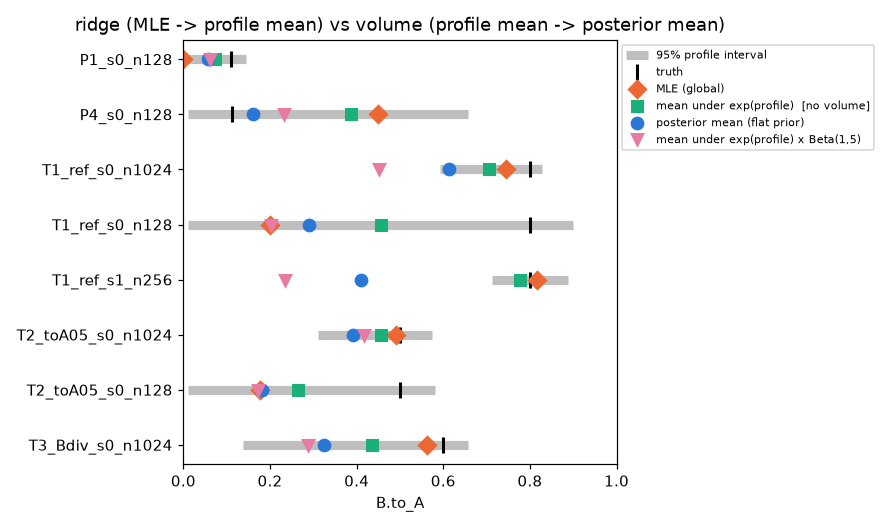 ridge (MLE -> profile mean) vs volume (profile mean -> posterior mean)
P1_s0_n128
P4_s0_n128
T1_ref_s0_n1024
T1_ref_s0_n128
T1_ref_s1_n256
T2_toA05_s0_n1024
T2_toA05_s0_n128
T3_Bdiv_s0_n1024
0.0 0.2 0.4 0.6 0.8 1.0
B.to_A
95% profile interval
truth
MLE (global)
mean under exp(profile) [no volume]
posterior mean (flat prior)
mean under exp(profile) x Beta(1,5)